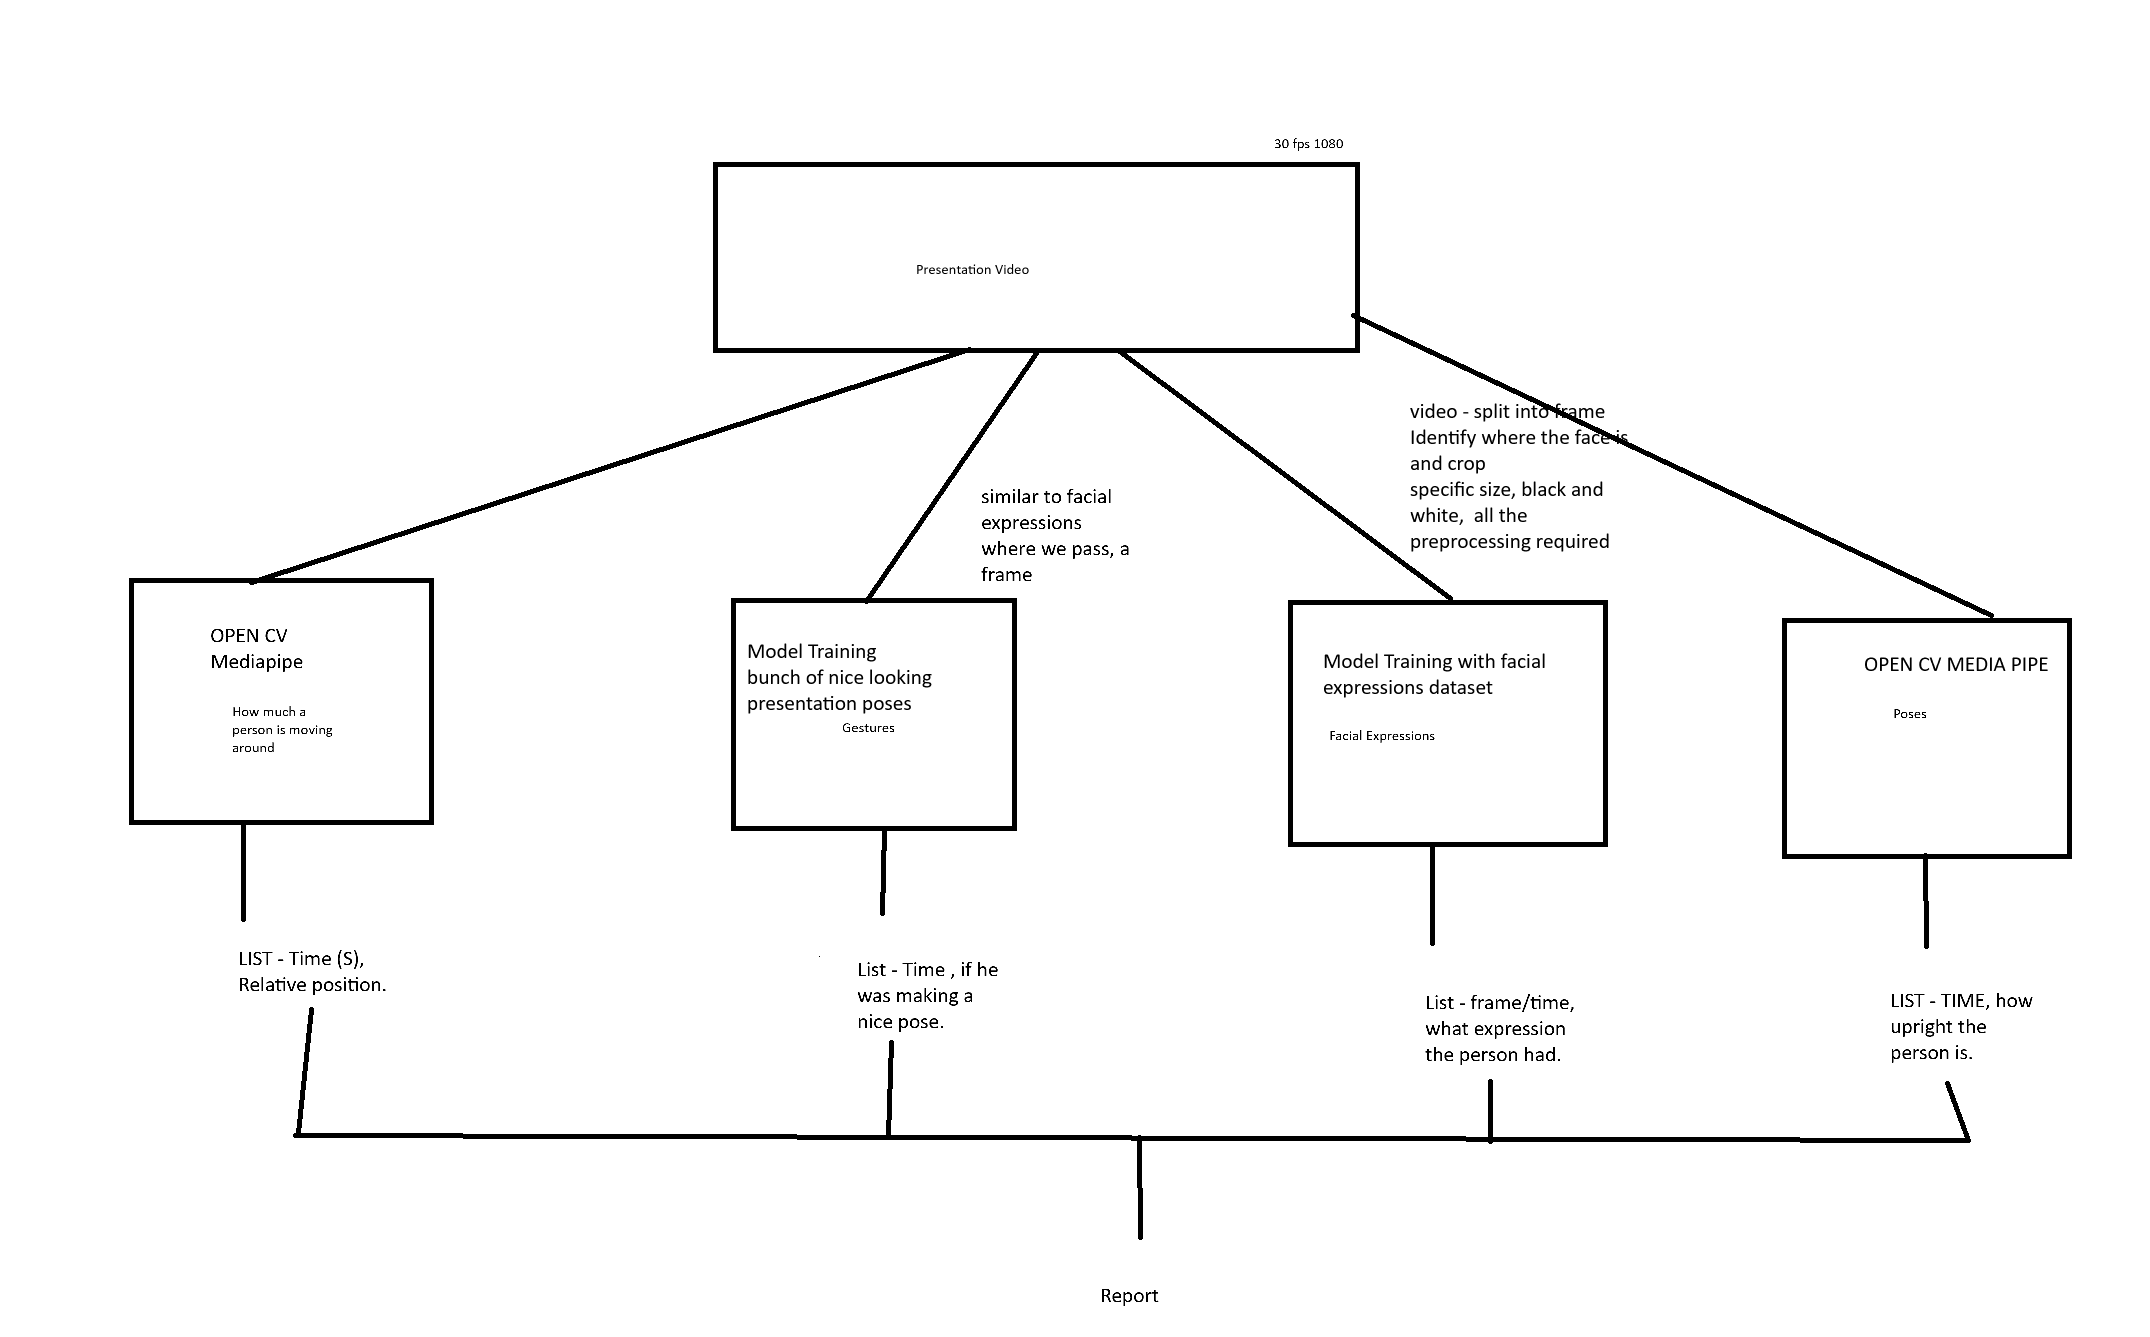 30 fps 1080
Presentation Video
video - split into frame
Identify where the face is
and crop
specific size, black and
white,  all the
preprocessing required
similar to facial
expressions
where we pass, a
frame
OPEN CV
Mediapipe
How much a
person is moving
around
Model Training
bunch of nice looking
presentation poses
Gestures
Model Training with facial
expressions dataset
Facial Expressions
OPEN CV MEDIA PIPE
Poses
LIST - Time (S),
Relative position.
List - Time , if he
was making a
nice pose.
List - frame/time,
what expression
the person had.
LIST - TIME, how
upright the
person is.
Report